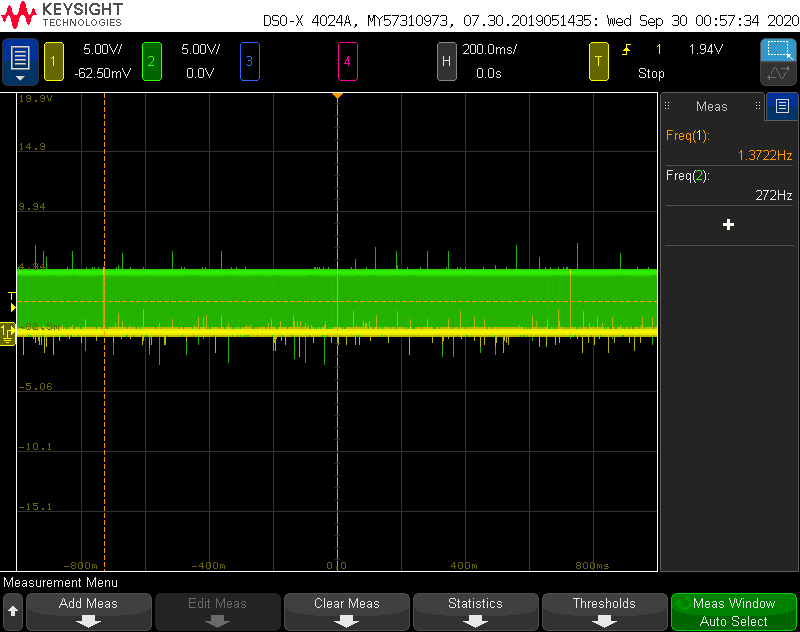 KEYSIGHT
TECHNOLOGIES
DSO-X 4024A, MY57310973, 07.30.2019051435: Wed Sep 30 00:57:34 2020
1 5.00V/ 2 5.00V/ 3 4 H 200.0ms/ T 1 1.94V
-62.50mV 0.0V 0.0s Stop
19.9V
Meas
Freq(1):
1.3722Hz
14.9
Freq(2):
272Hz
9.94
4.94
T
1
-5.06
-10.1
-15.1
-800m -400m 0.0 400m 800ms
Measurement Menu
Add Meas Edit Meas Clear Meas Statistics Thresholds Meas Window
Auto Select